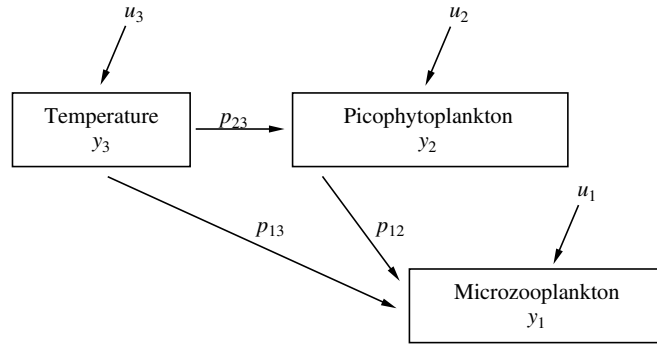 u3
u2
Temperature
y3
p23
Picophytoplankton
y2
p13
p12
u1
Microzooplankton
y1